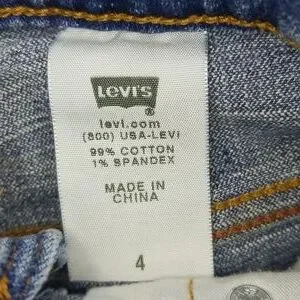 LEVI'S
levi.com
(800) USA-LEVI
99% COTTON
1% SPANDEX
MADE IN
CHINA
4